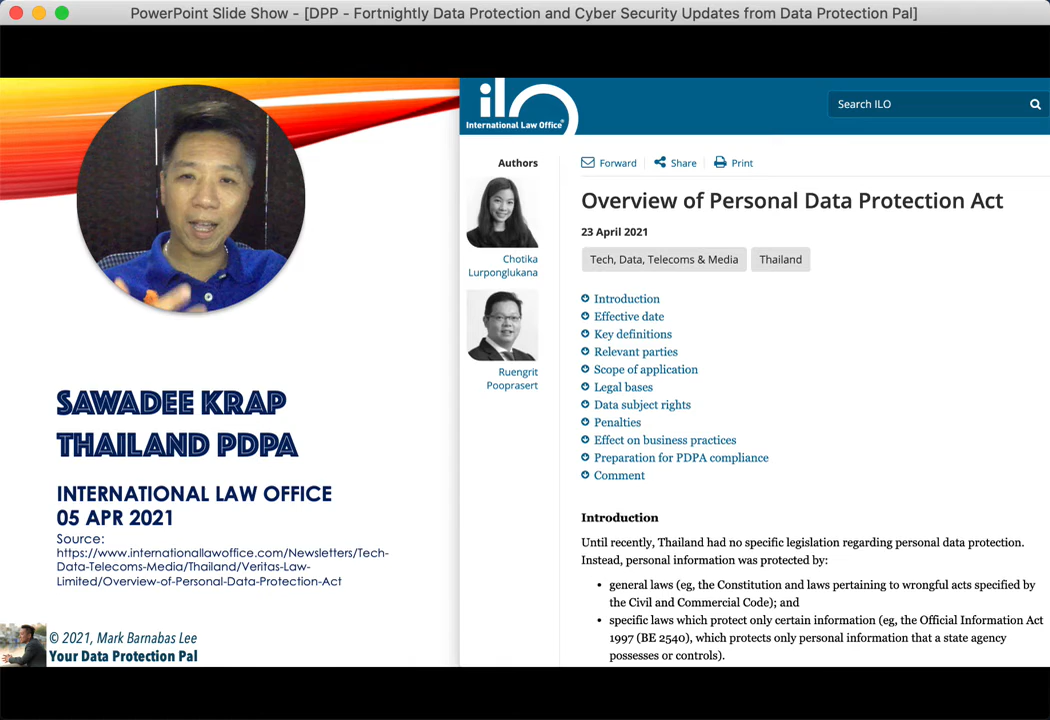 PowerPoint Slide Show - [DPP - Fortnightly Data Protection and Cyber Security Updates from Data Protection Pal]
SAWADEE KRAP
THAILAND PDPA
INTERNATIONAL LAW OFFICE
05 APR 2021
Source:
https://www.internationallawoffice.com/Newsletters/Tech-
Data-Telecoms-Media/Thailand/Veritas-Law-
Limited/Overview-of-Personal-Data-Protection-Act
© 2021, Mark Barnabas Lee
Your Data Protection Pal
ilo
International Law Office®
Search ILO
Authors
Chotika
Lurponglukana
Ruengrit
Pooprasert
Forward Share Print
Overview of Personal Data Protection Act
23 April 2021
Tech, Data, Telecoms & Media Thailand
Introduction
Effective date
Key definitions
Relevant parties
Scope of application
Legal bases
Data subject rights
Penalties
Effect on business practices
Preparation for PDPA compliance
Comment
Introduction
Until recently, Thailand had no specific legislation regarding personal data protection.
Instead, personal information was protected by:
• general laws (eg, the Constitution and laws pertaining to wrongful acts specified by
the Civil and Commercial Code); and
• specific laws which protect only certain information (eg, the Official Information Act
1997 (BE 2540), which protects only personal information that a state agency
possesses or controls).